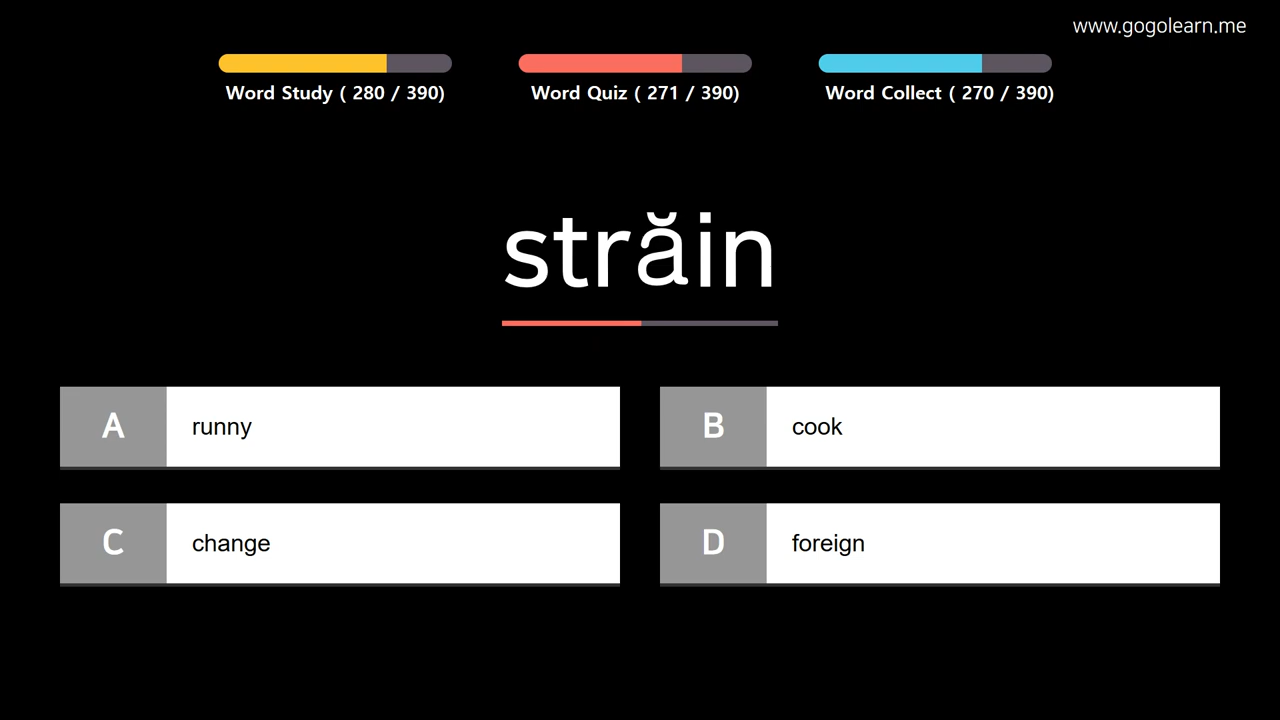 www.gogolearn.me
Word Study ( 280 / 390)
Word Quiz ( 271 / 390)
Word Collect ( 270 / 390)
străin
A runny
B cook
C change
D foreign